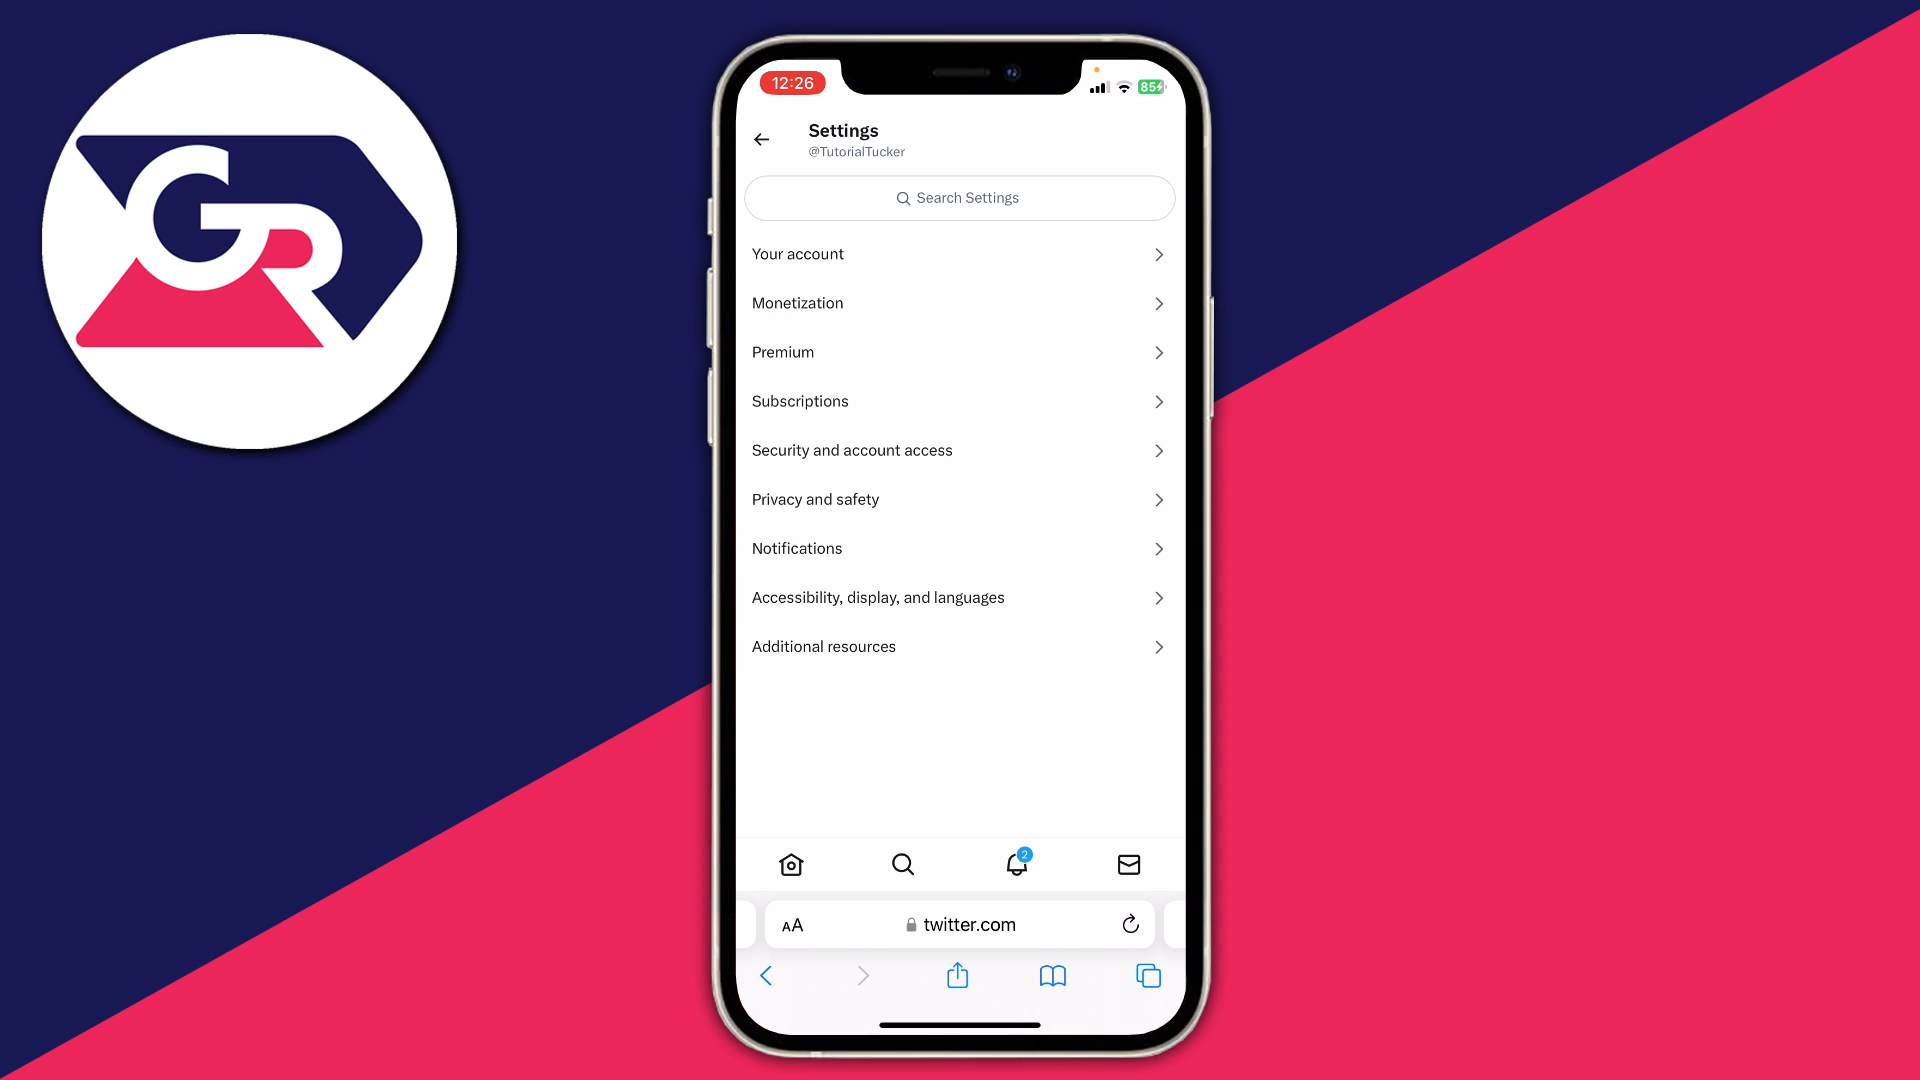 GR
12:26
85
Settings
@TutorialTucker
Search Settings
Your account
Monetization
Premium
Subscriptions
Security and account access
Privacy and safety
Notifications
Accessibility, display, and languages
Additional resources
2
AA
twitter.com